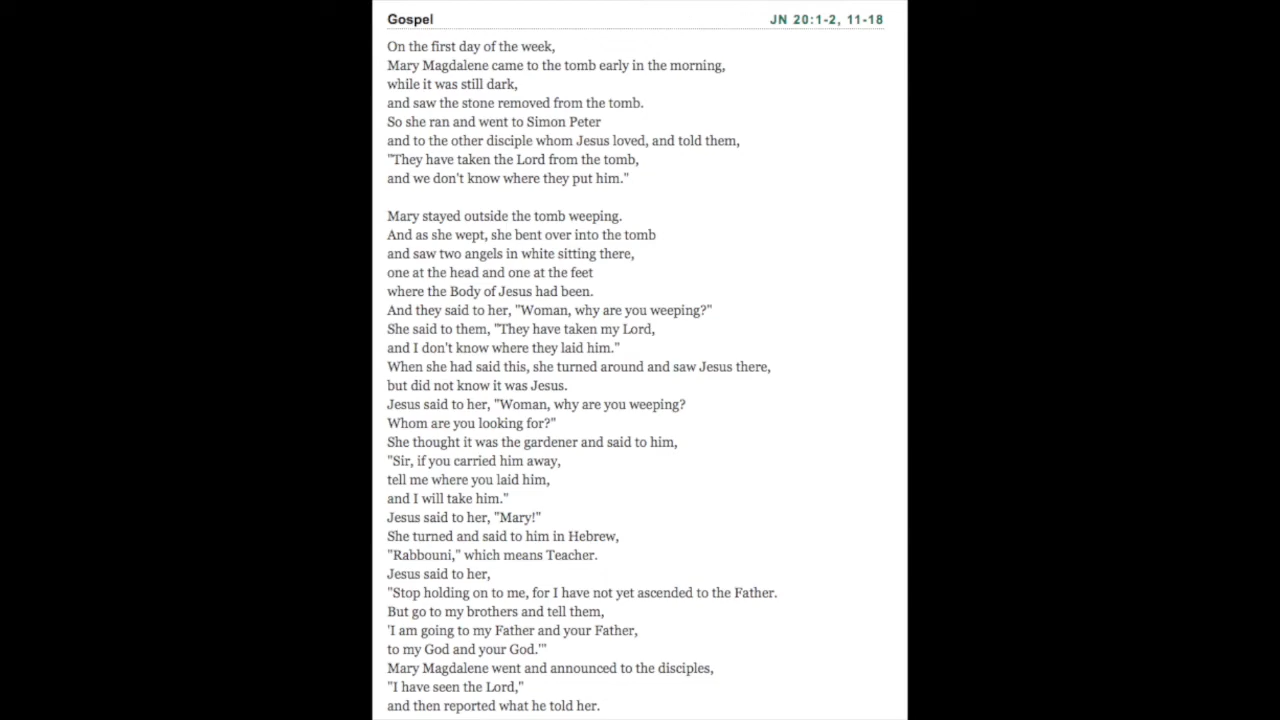 Gospel JN 20:1-2, 11-18
On the first day of the week,
Mary Magdalene came to the tomb early in the morning,
while it was still dark,
and saw the stone removed from the tomb.
So she ran and went to Simon Peter
and to the other disciple whom Jesus loved, and told them,
"They have taken the Lord from the tomb,
and we don't know where they put him."
Mary stayed outside the tomb weeping.
And as she wept, she bent over into the tomb
and saw two angels in white sitting there,
one at the head and one at the feet
where the Body of Jesus had been.
And they said to her, "Woman, why are you weeping?"
She said to them, "They have taken my Lord,
and I don't know where they laid him."
When she had said this, she turned around and saw Jesus there,
but did not know it was Jesus.
Jesus said to her, "Woman, why are you weeping?
Whom are you looking for?"
She thought it was the gardener and said to him,
"Sir, if you carried him away,
tell me where you laid him,
and I will take him."
Jesus said to her, "Mary!"
She turned and said to him in Hebrew,
"Rabbouni," which means Teacher.
Jesus said to her,
"Stop holding on to me, for I have not yet ascended to the Father.
But go to my brothers and tell them,
'I am going to my Father and your Father,
to my God and your God.'"
Mary Magdalene went and announced to the disciples,
"I have seen the Lord,"
and then reported what he told her.